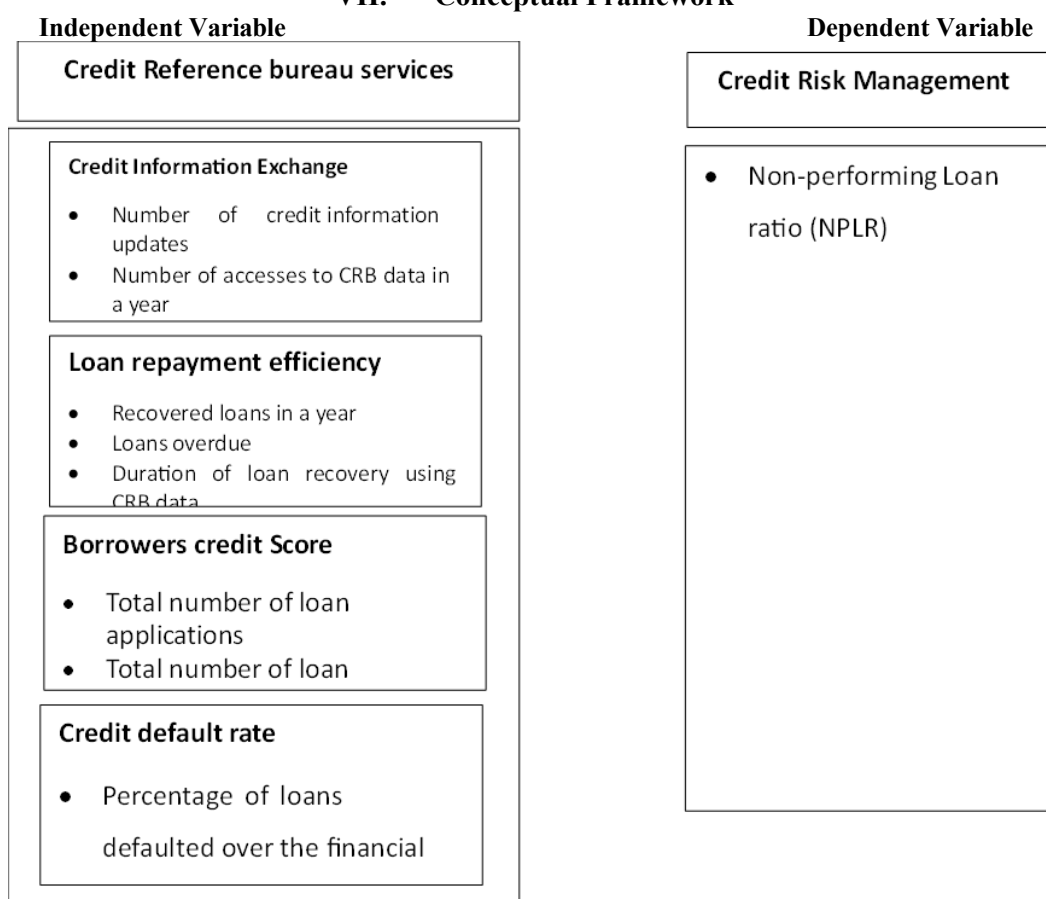 VII. Conceptual Framework
Independent Variable
Dependent Variable
Credit Reference bureau services
Credit Risk Management
Credit Information Exchange
• Number of credit information
updates
• Number of accesses to CRB data in
a year
Loan repayment efficiency
• Recovered loans in a year
• Loans overdue
• Duration of loan recovery using
CRB data
Borrowers credit Score
• Total number of loan
applications
• Total number of loan
Credit default rate
• Percentage of loans
defaulted over the financial
• Non-performing Loan
ratio (NPLR)